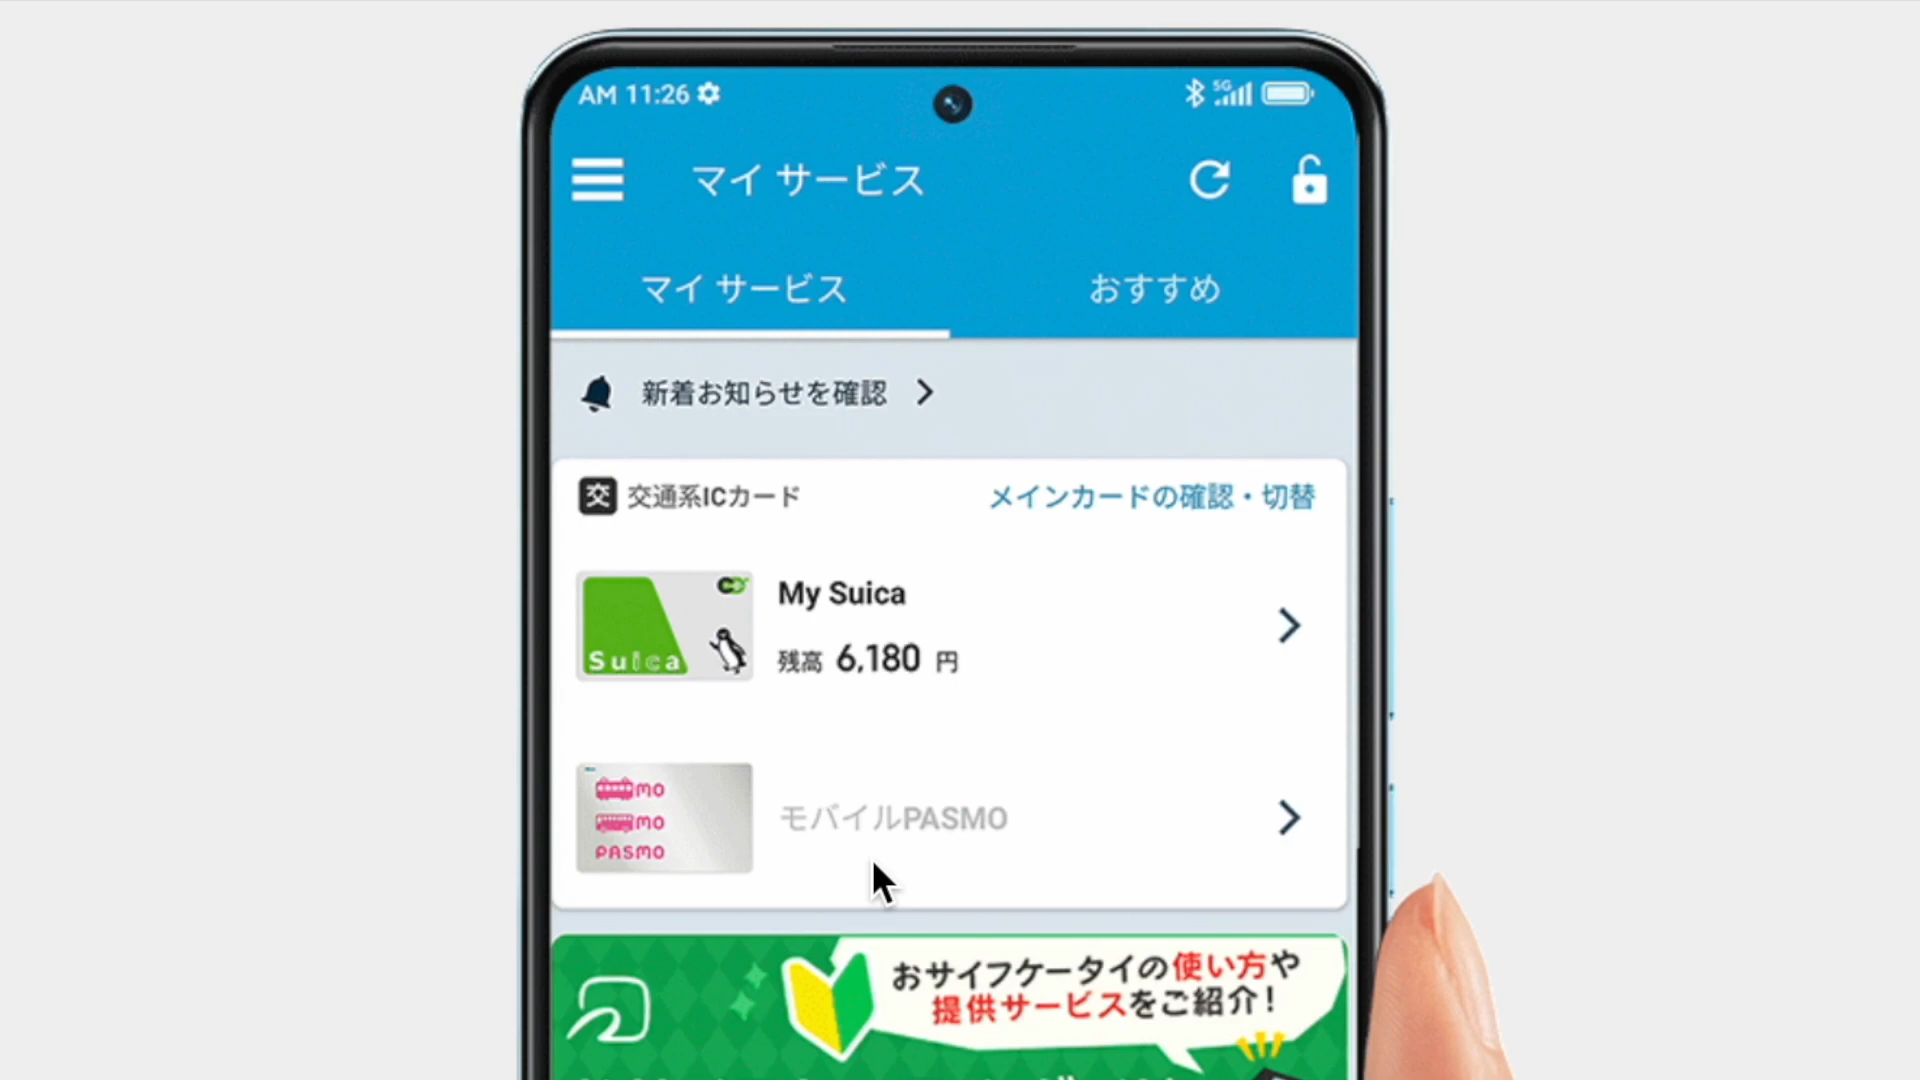 AM 11:26
5G
マイ サービス
マイ サービス
おすすめ
新着お知らせを確認
交 交通系ICカード
メインカードの確認・切替
Suica
My Suica
残高 6,180 円
mo
mo
PASMO
モバイルPASMO
おサイフケータイの使い方や
提供サービスをご紹介!